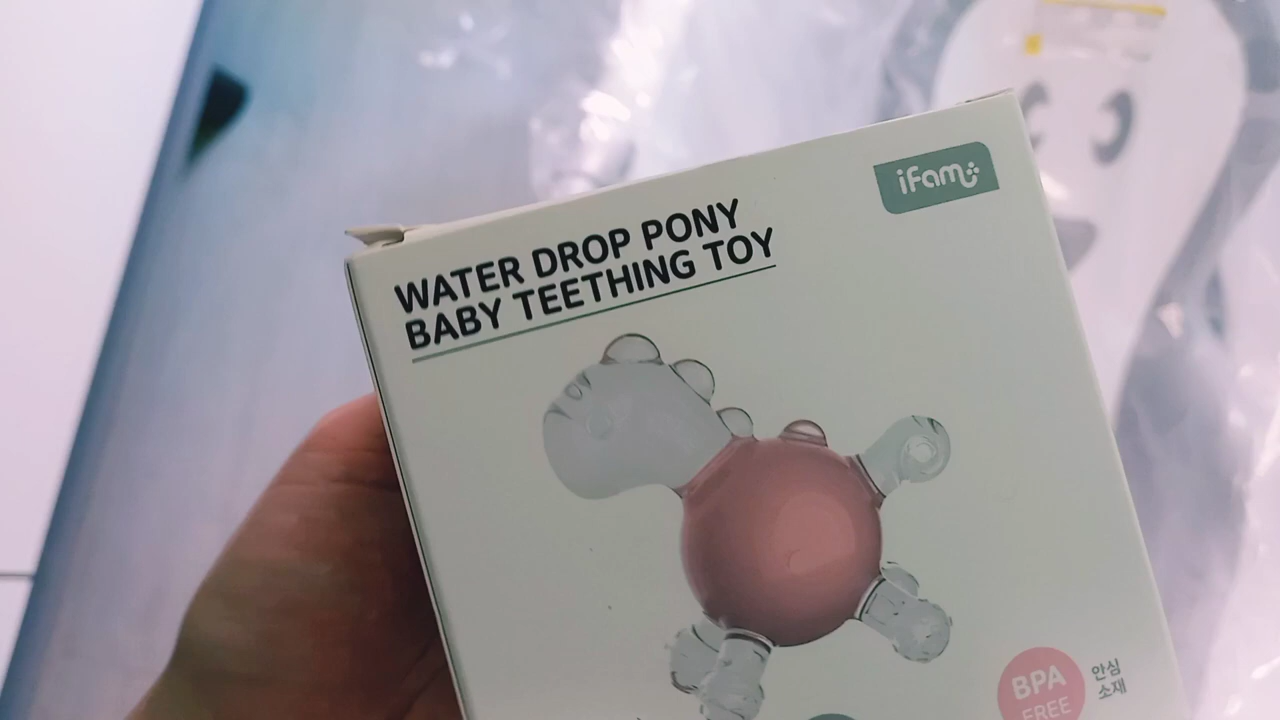 iFam
WATER DROP PONY
BABY TEETHING TOY
BPA
FREE
안심
소재